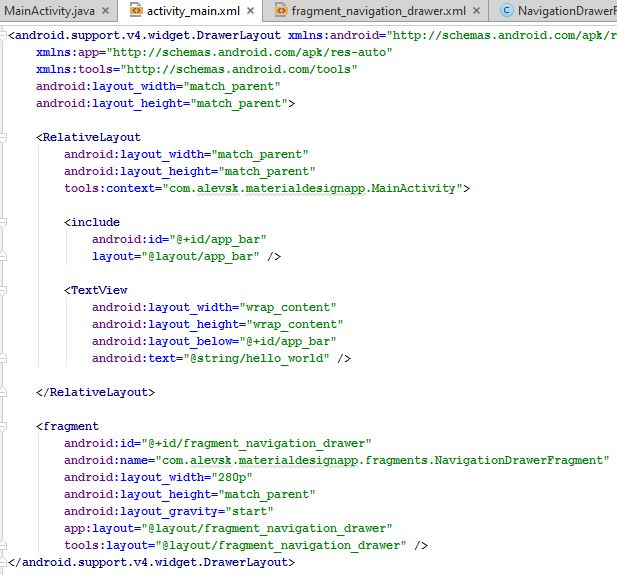 MainActivity.java × activity_main.xml × fragment_navigation_drawer.xml × C NavigationDrawerF
<android.support.v4.widget.DrawerLayout xmlns:android="http://schemas.android.com/apk/r
xmlns:app="http://schemas.android.com/apk/res-auto"
xmlns:tools="http://schemas.android.com/tools"
android:layout_width="match_parent"
android:layout_height="match_parent">
<RelativeLayout
android:layout_width="match_parent"
android:layout_height="match_parent"
tools:context="com.alevsk.materialdesignapp.MainActivity">
<include
android:id="@+id/app_bar"
layout="@layout/app_bar" />
<TextView
android:layout_width="wrap_content"
android:layout_height="wrap_content"
android:layout_below="@+id/app_bar"
android:text="@string/hello_world" />
</RelativeLayout>
<fragment
android:id="@+id/fragment_navigation_drawer"
android:name="com.alevsk.materialdesignapp.fragments.NavigationDrawerFragment"
android:layout_width="280p"
android:layout_height="match_parent"
android:layout_gravity="start"
app:layout="@layout/fragment_navigation_drawer"
tools:layout="@layout/fragment_navigation_drawer" />
</android.support.v4.widget.DrawerLayout>